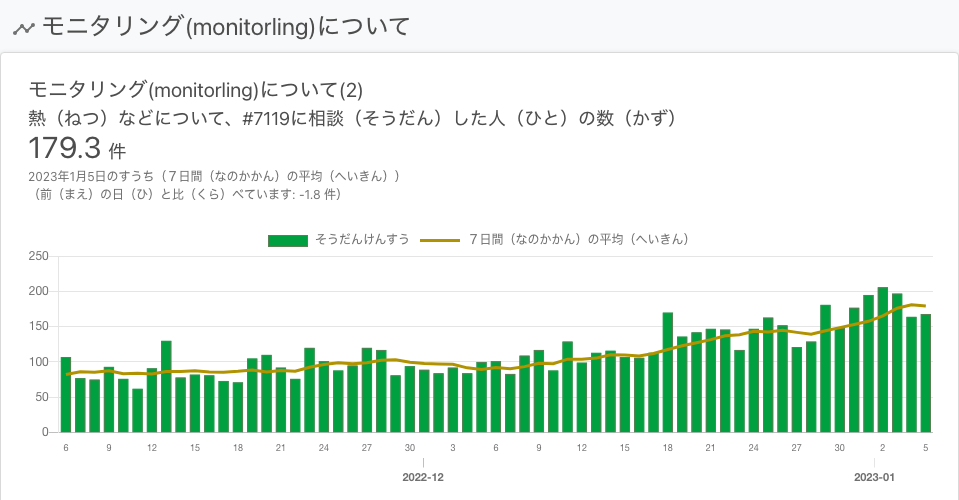 モニタリング(monitorling)について
モニタリング(monitorling)について(2)
熱（ねつ）などについて、#7119に相談（そうだん）した人（ひと）の数（かず）
179.3 件
2023年1月5日のすうち（７日間（なのかかん）の平均（へいきん））
（前（まえ）の日（ひ）と比（くら）べています: -1.8 件）
そうだんけんすう ７日間（なのかかん）の平均（へいきん）
250
200
150
100
50
0
6 9 12 15 18 21 24 27 30 3 6 9 12 15 18 21 24 27 30 2 5
2022-12 2023-01